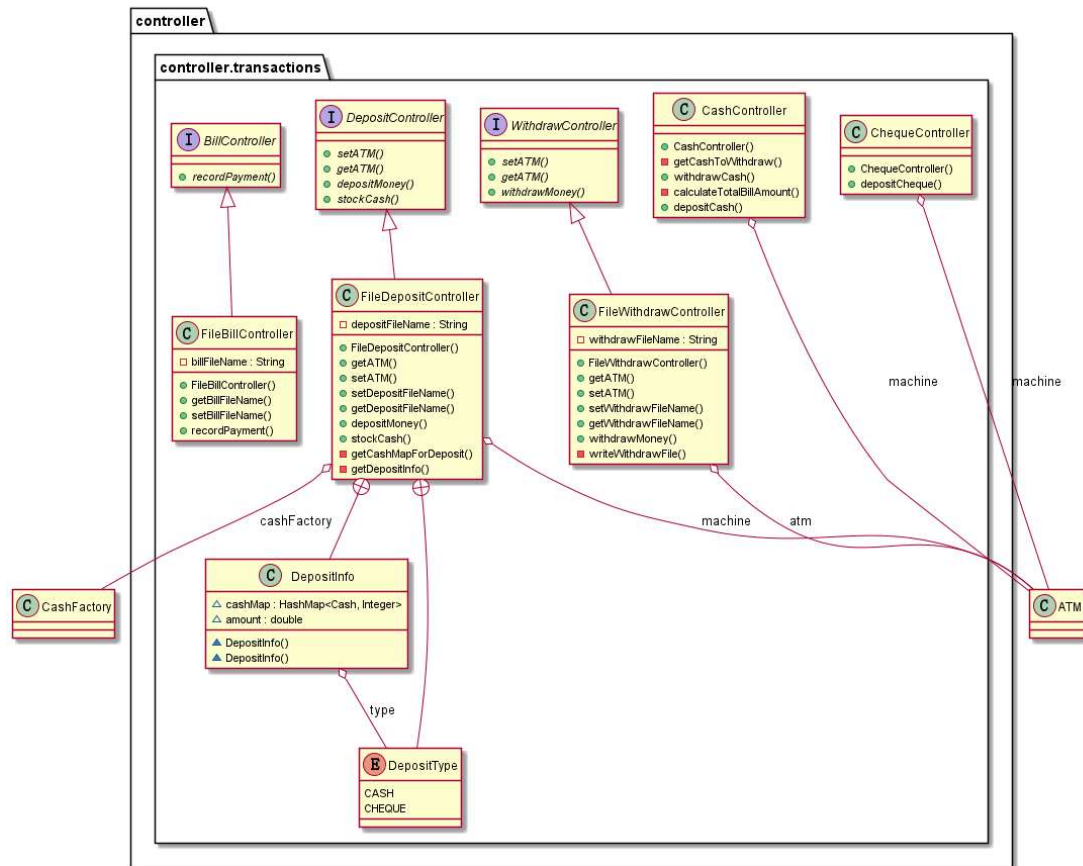 controller
controller.transactions
I BillController
recordPayment()
I DepositController
setATM()
getATM()
depositMoney()
stockCash()
I WithdrawController
setATM()
getATM()
withdrawMoney()
C CashController
CashController()
getCashToWithdraw()
withdrawCash()
calculateTotalBillAmount()
depositCash()
C ChequeController
ChequeController()
depositCheque()
C FileBillController
billFileName : String
FileBillController()
getBillFileName()
setBillFileName()
recordPayment()
C FileDepositController
depositFileName : String
FileDepositController()
getATM()
setATM()
setDepositFileName()
getDepositFileName()
depositMoney()
stockCash()
getCashMapForDeposit()
getDepositInfo()
C FileWithdrawController
withdrawFileName : String
FileWithdrawController()
getATM()
setATM()
setWithdrawFileName()
getWithdrawFileName()
withdrawMoney()
writeWithdrawFile()
machine
machine
cashFactory
machine
atm
C CashFactory
C DepositInfo
cashMap : HashMap<Cash, Integer>
amount : double
DepositInfo()
DepositInfo()
C ATM
type
E DepositType
CASH
CHEQUE